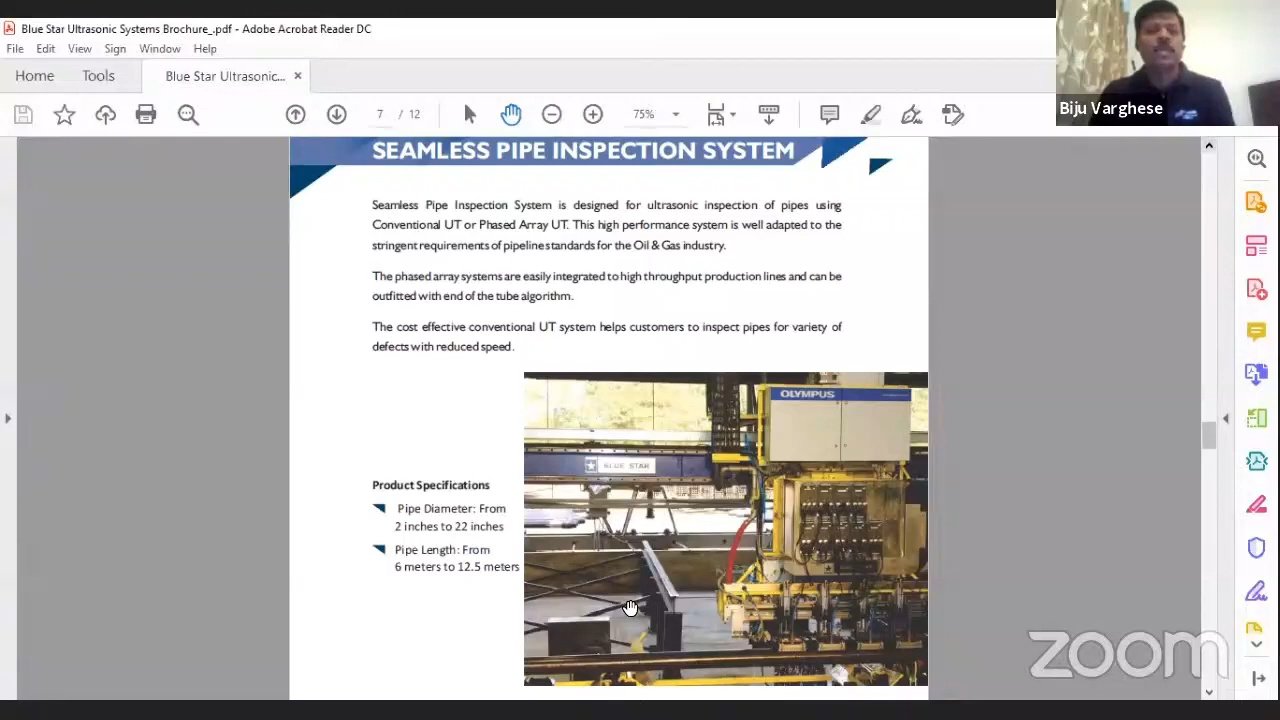 Blue Star Ultrasonic Systems Brochure_.pdf - Adobe Acrobat Reader DC
File Edit View Sign Window Help
Home Tools Blue Star Ultrasonic... ×
7 / 12 75%
Biju Varghese
SEAMLESS PIPE INSPECTION SYSTEM
Seamless Pipe Inspection System is designed for ultrasonic inspection of pipes using
Conventional UT or Phased Array UT. This high performance system is well adapted to the
stringent requirements of pipeline standards for the Oil & Gas industry.
The phased array systems are easily integrated to high throughput production lines and can be
outfitted with end of the tube algorithm.
The cost effective conventional UT system helps customers to inspect pipes for variety of
defects with reduced speed.
OLYMPUS
BLUE STAR
Product Specifications
Pipe Diameter: From
2 inches to 22 inches
Pipe Length: From
6 meters to 12.5 meters
zoom